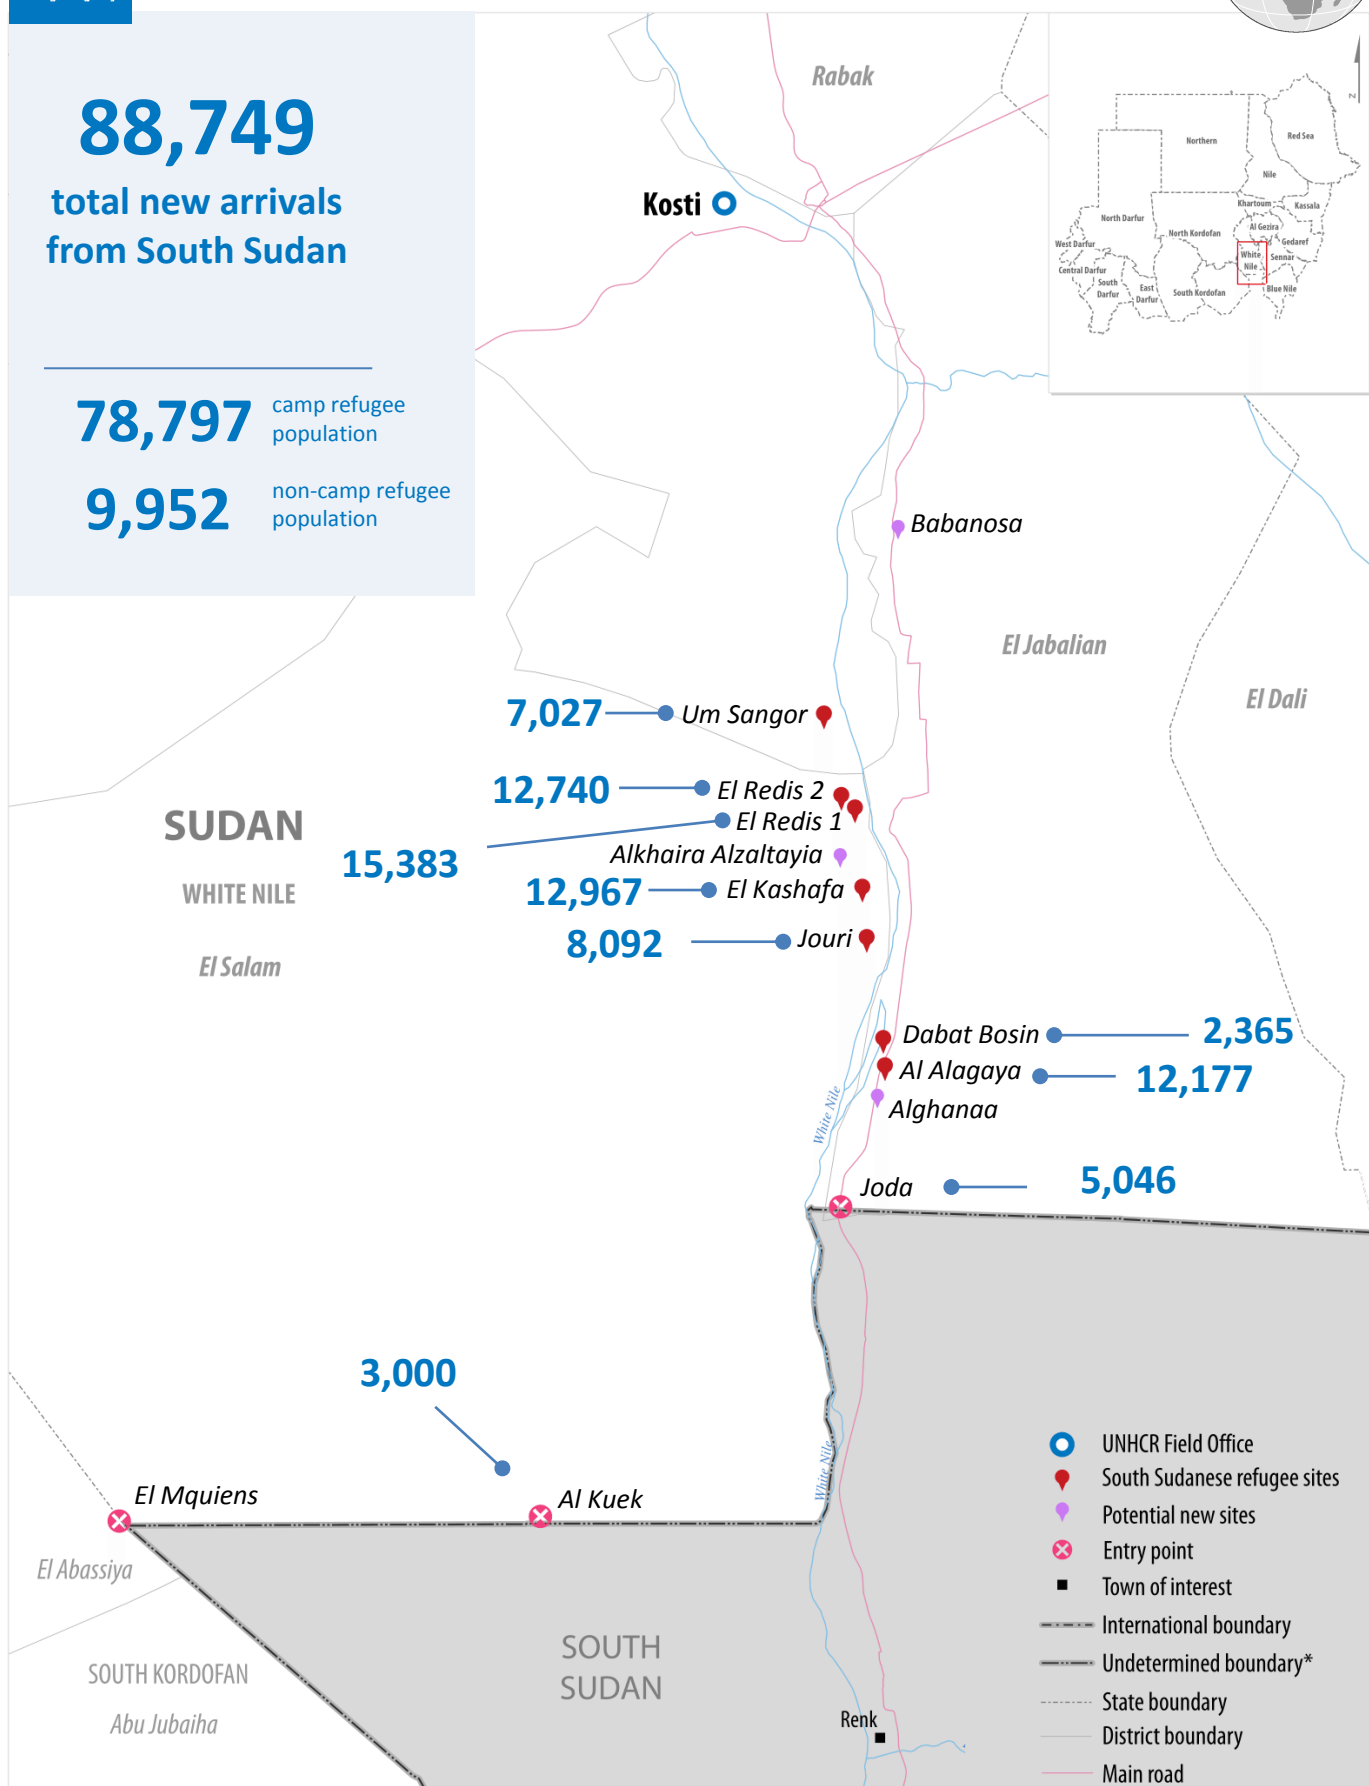 88,749
total new arrivals
from South Sudan
78,797 camp refugee
population
9,952 non-camp refugee
population
Rabak
Kosti
N
Northern
Red Sea
Nile
Khartoum
Kassala
North Darfur
Al Gezira
North Kordofan
Gedaref
West Darfur
White
Nile
Sennar
Central Darfur
South
Darfur
East
Darfur
South Kordofan
Blue Nile
Babanosa
El Jabalian
El Dali
7,027 Um Sangor
12,740 El Redis 2
El Redis 1
15,383
Alkhaira Alzaltayia
12,967 El Kashafa
8,092 Jouri
SUDAN
WHITE NILE
El Salam
Dabat Bosin 2,365
Al Alagaya 12,177
Alghanaa
White Nile
Joda 5,046
3,000
El Mquiens
Al Kuek
White Nile
El Abassiya
SOUTH KORDOFAN
Abu Jubaiha
SOUTH
SUDAN
Renk
UNHCR Field Office
South Sudanese refugee sites
Potential new sites
Entry point
Town of interest
International boundary
Undetermined boundary*
State boundary
District boundary
Main road